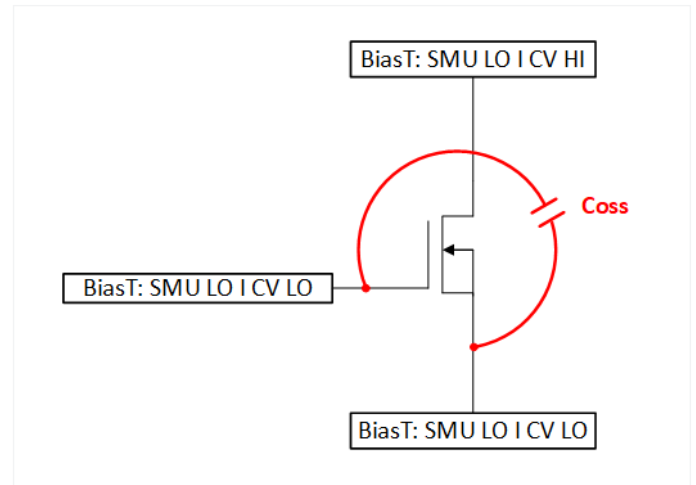 BiasT: SMU LO I CV HI
Coss
BiasT: SMU LO I CV LO
BiasT: SMU LO I CV LO